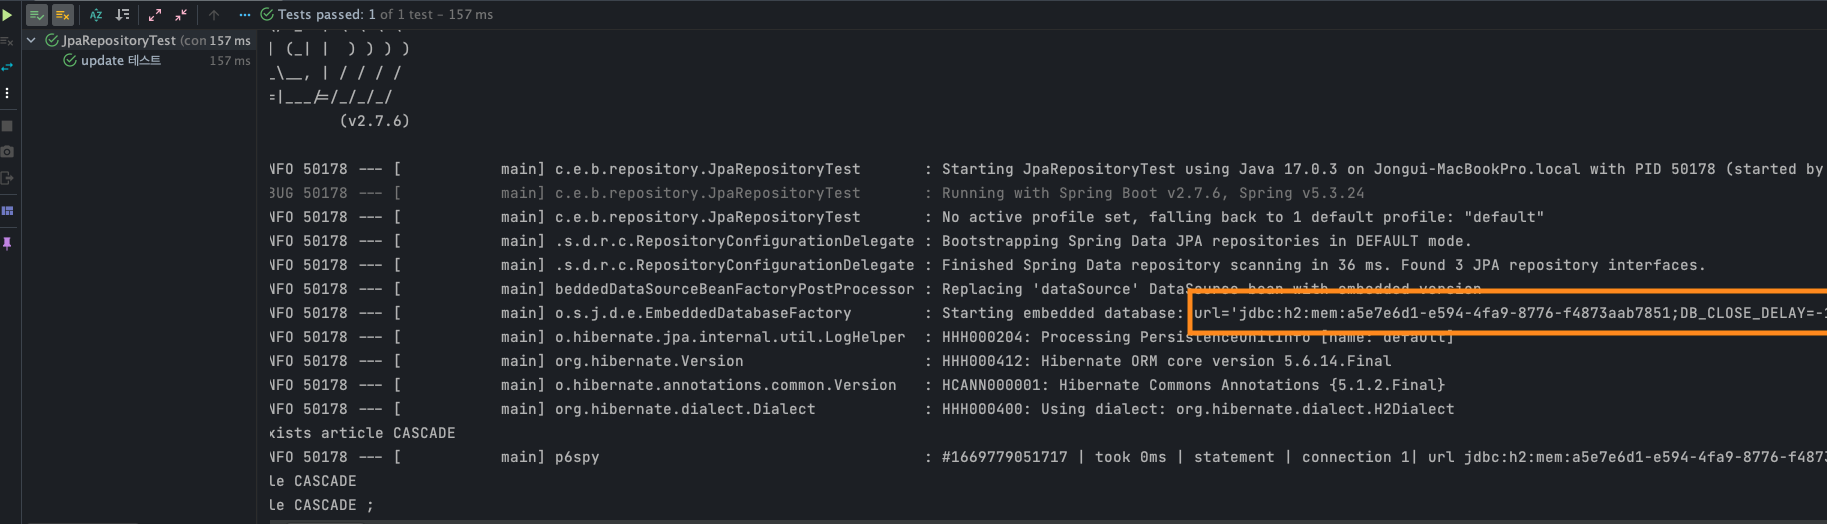 Tests passed: 1 of 1 test – 157 ms
JpaRepositoryTest (con 157 ms
update 테스트 157 ms
| (_| |  ) ) ) )
_\__, | / / / /
=|___/=/_/_/_/
(v2.7.6)
NFO 50178 --- [           main] c.e.b.repository.JpaRepositoryTest       : Starting JpaRepositoryTest using Java 17.0.3 on Jongui-MacBookPro.local with PID 50178 (started by
BUG 50178 --- [           main] c.e.b.repository.JpaRepositoryTest       : Running with Spring Boot v2.7.6, Spring v5.3.24
NFO 50178 --- [           main] c.e.b.repository.JpaRepositoryTest       : No active profile set, falling back to 1 default profile: "default"
NFO 50178 --- [           main] .s.d.r.c.RepositoryConfigurationDelegate : Bootstrapping Spring Data JPA repositories in DEFAULT mode.
NFO 50178 --- [           main] .s.d.r.c.RepositoryConfigurationDelegate : Finished Spring Data repository scanning in 36 ms. Found 3 JPA repository interfaces.
NFO 50178 --- [           main] beddedDataSourceBeanFactoryPostProcessor : Replacing 'dataSource' DataSource bean with embedded version
NFO 50178 --- [           main] o.s.j.d.e.EmbeddedDatabaseFactory        : Starting embedded database: url='jdbc:h2:mem:a5e7e6d1-e594-4fa9-8776-f4873aab7851;DB_CLOSE_DELAY=-1
NFO 50178 --- [           main] o.hibernate.jpa.internal.util.LogHelper  : HHH000204: Processing PersistenceUnitInfo [name: default]
NFO 50178 --- [           main] org.hibernate.Version                    : HHH000412: Hibernate ORM core version 5.6.14.Final
NFO 50178 --- [           main] o.hibernate.annotations.common.Version   : HCANN000001: Hibernate Commons Annotations {5.1.2.Final}
NFO 50178 --- [           main] org.hibernate.dialect.Dialect            : HHH000400: Using dialect: org.hibernate.dialect.H2Dialect
xists article CASCADE
NFO 50178 --- [           main] p6spy                                    : #1669779051717 | took 0ms | statement | connection 1| url jdbc:h2:mem:a5e7e6d1-e594-4fa9-8776-f4873
le CASCADE
le CASCADE ;